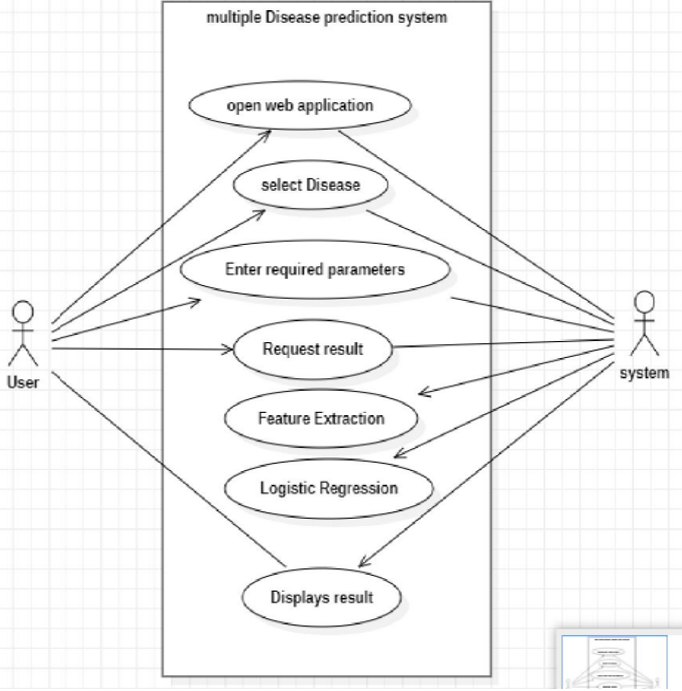 multiple Disease prediction system
open web application
select Disease
Enter required parameters
Request result
User
system
Feature Extraction
Logistic Regression
Displays result